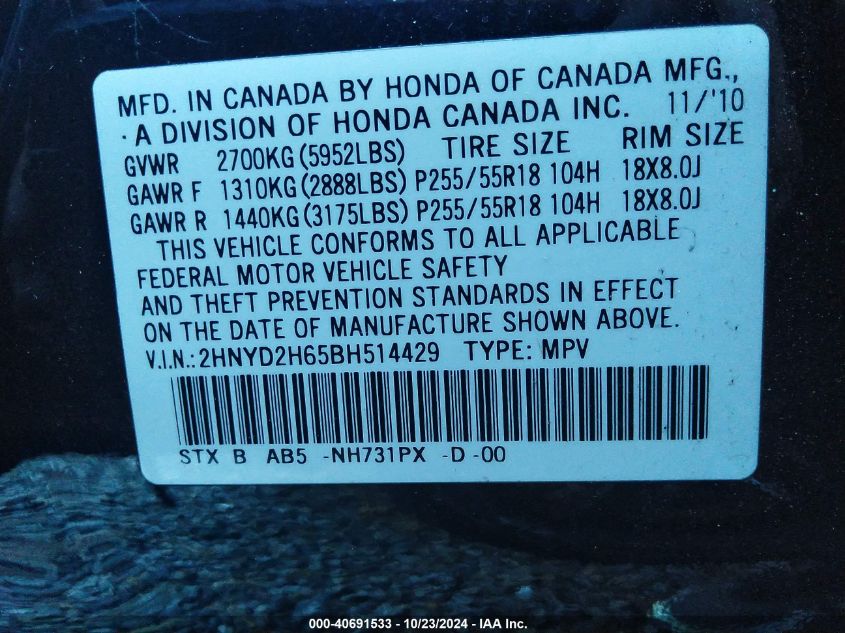 MFD. IN CANADA BY HONDA OF CANADA MFG.,
· A DIVISION OF HONDA CANADA INC. 11/'10
GVWR 2700KG(5952LBS) TIRE SIZE RIM SIZE
GAWR F 1310KG(2888LBS) P255/55R18 104H 18X8.0J
GAWR R 1440KG(3175LBS) P255/55R18 104H 18X8.0J
THIS VEHICLE CONFORMS TO ALL APPLICABLE
FEDERAL MOTOR VEHICLE SAFETY
AND THEFT PREVENTION STANDARDS IN EFFECT
ON THE DATE OF MANUFACTURE SHOWN ABOVE.
V.I.N.:2HNYD2H65BH514429 TYPE: MPV
STX B AB5 -NH731PX -D -00
000-40691533 - 10/23/2024 - IAA Inc.